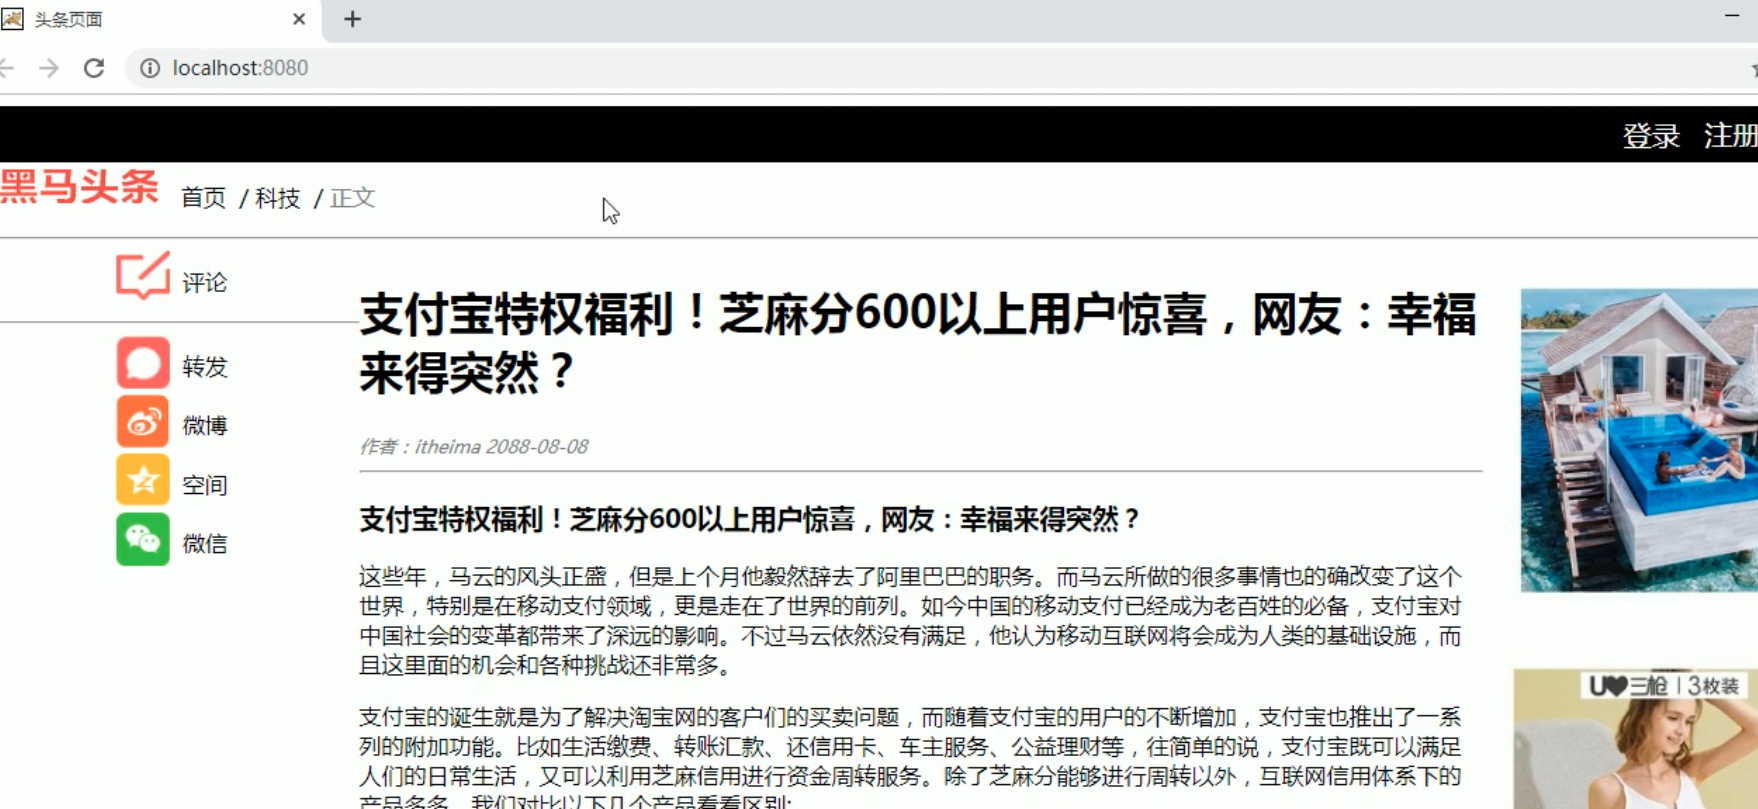 头条页面
localhost:8080
登录 注册
黑马头条 首页 / 科技 / 正文
评论
转发
微博
空间
微信
支付宝特权福利！芝麻分600以上用户惊喜，网友：幸福
来得突然？
作者：itheima 2088-08-08
支付宝特权福利！芝麻分600以上用户惊喜，网友：幸福来得突然？
这些年，马云的风头正盛，但是上个月他毅然辞去了阿里巴巴的职务。而马云所做的很多事情也的确改变了这个
世界，特别是在移动支付领域，更是走在了世界的前列。如今中国的移动支付已经成为老百姓的必备，支付宝对
中国社会的变革都带来了深远的影响。不过马云依然没有满足，他认为移动互联网将会成为人类的基础设施，而
且这里面的机会和各种挑战还非常多。
支付宝的诞生就是为了解决淘宝网的客户们的买卖问题，而随着支付宝的用户的不断增加，支付宝也推出了一系
列的附加功能。比如生活缴费、转账汇款、还信用卡、车主服务、公益理财等，往简单的说，支付宝既可以满足
人们的日常生活，又可以利用芝麻信用进行资金周转服务。除了芝麻分能够进行周转以外，互联网信用体系下的
产品多多，我们对比以下几个产品看看区别:
三枪 | 3枚装